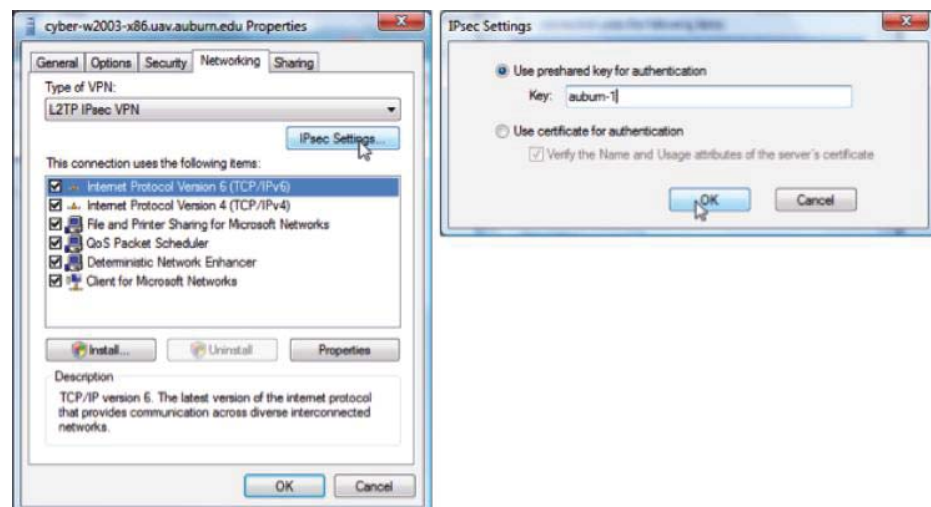 cyber-w2003-x86.uav.auburn.edu Properties
General Options Security Networking Sharing
Type of VPN:
L2TP IPsec VPN
IPsec Settings...
This connection uses the following items:
Internet Protocol Version 6 (TCP/IPv6)
Internet Protocol Version 4 (TCP/IPv4)
File and Printer Sharing for Microsoft Networks
QoS Packet Scheduler
Deterministic Network Enhancer
Client for Microsoft Networks
Install...
Uninstall
Properties
Description
TCP/IP version 6. The latest version of the internet protocol
that provides communication across diverse interconnected
networks.
OK
Cancel
IPsec Settings
Use preshared key for authentication
Key: auburn-1
Use certificate for authentication
Verify the Name and Usage attributes of the server's certificate
OK
Cancel